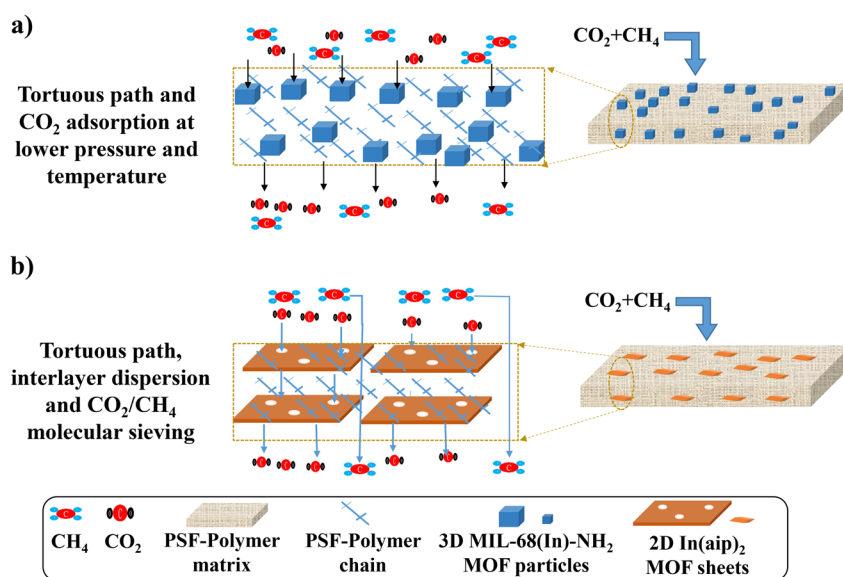 a)
CO₂+CH₄
Tortuous path and
CO₂ adsorption at
lower pressure and
temperature
b)
CO₂+CH₄
Tortuous path,
interlayer dispersion
and CO₂/CH₄
molecular sieving
CH₄
CO₂
PSF-Polymer
matrix
PSF-Polymer
chain
3D MIL-68(In)-NH₂
MOF particles
2D In(aip)₂
MOF sheets